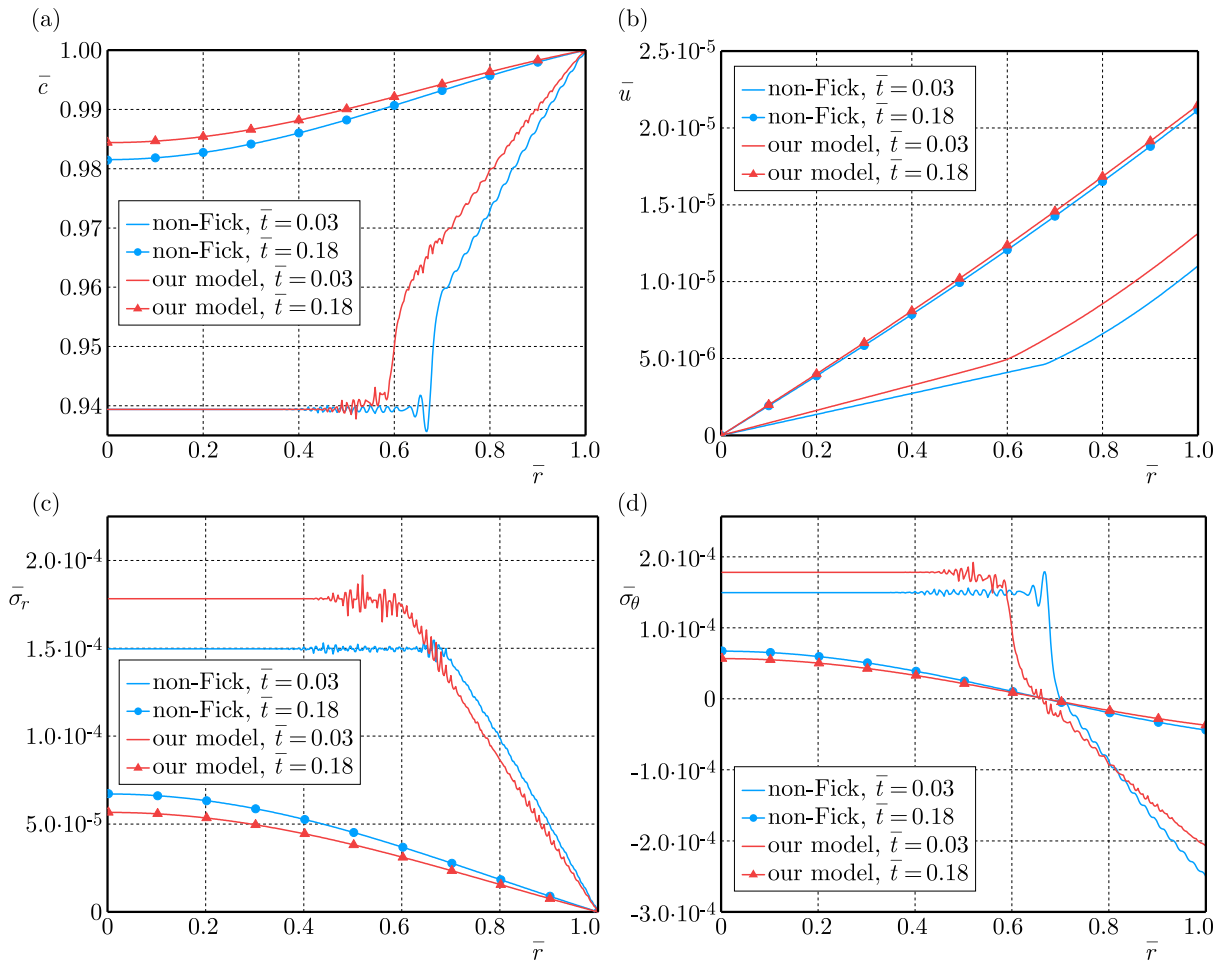 (a)
1.00
c̄
0.99
0.98
0.97
0.96
0.95
0.94
non-Fick, t̄ = 0.03
non-Fick, t̄ = 0.18
our model, t̄ = 0.03
our model, t̄ = 0.18
0 0.2 0.4 0.6 0.8 1.0
r̄
(b)
2.5·10⁻⁵
ū
2.0·10⁻⁵
1.5·10⁻⁵
1.0·10⁻⁵
5.0·10⁻⁶
0
non-Fick, t̄ = 0.03
non-Fick, t̄ = 0.18
our model, t̄ = 0.03
our model, t̄ = 0.18
0 0.2 0.4 0.6 0.8 1.0
r̄
(c)
2.0·10⁻⁴
σ̄r
1.5·10⁻⁴
1.0·10⁻⁴
5.0·10⁻⁵
0
non-Fick, t̄ = 0.03
non-Fick, t̄ = 0.18
our model, t̄ = 0.03
our model, t̄ = 0.18
0 0.2 0.4 0.6 0.8 1.0
r̄
(d)
2.0·10⁻⁴
σ̄θ
1.0·10⁻⁴
0
-1.0·10⁻⁴
-2.0·10⁻⁴
-3.0·10⁻⁴
non-Fick, t̄ = 0.03
non-Fick, t̄ = 0.18
our model, t̄ = 0.03
our model, t̄ = 0.18
0 0.2 0.4 0.6 0.8 1.0
r̄